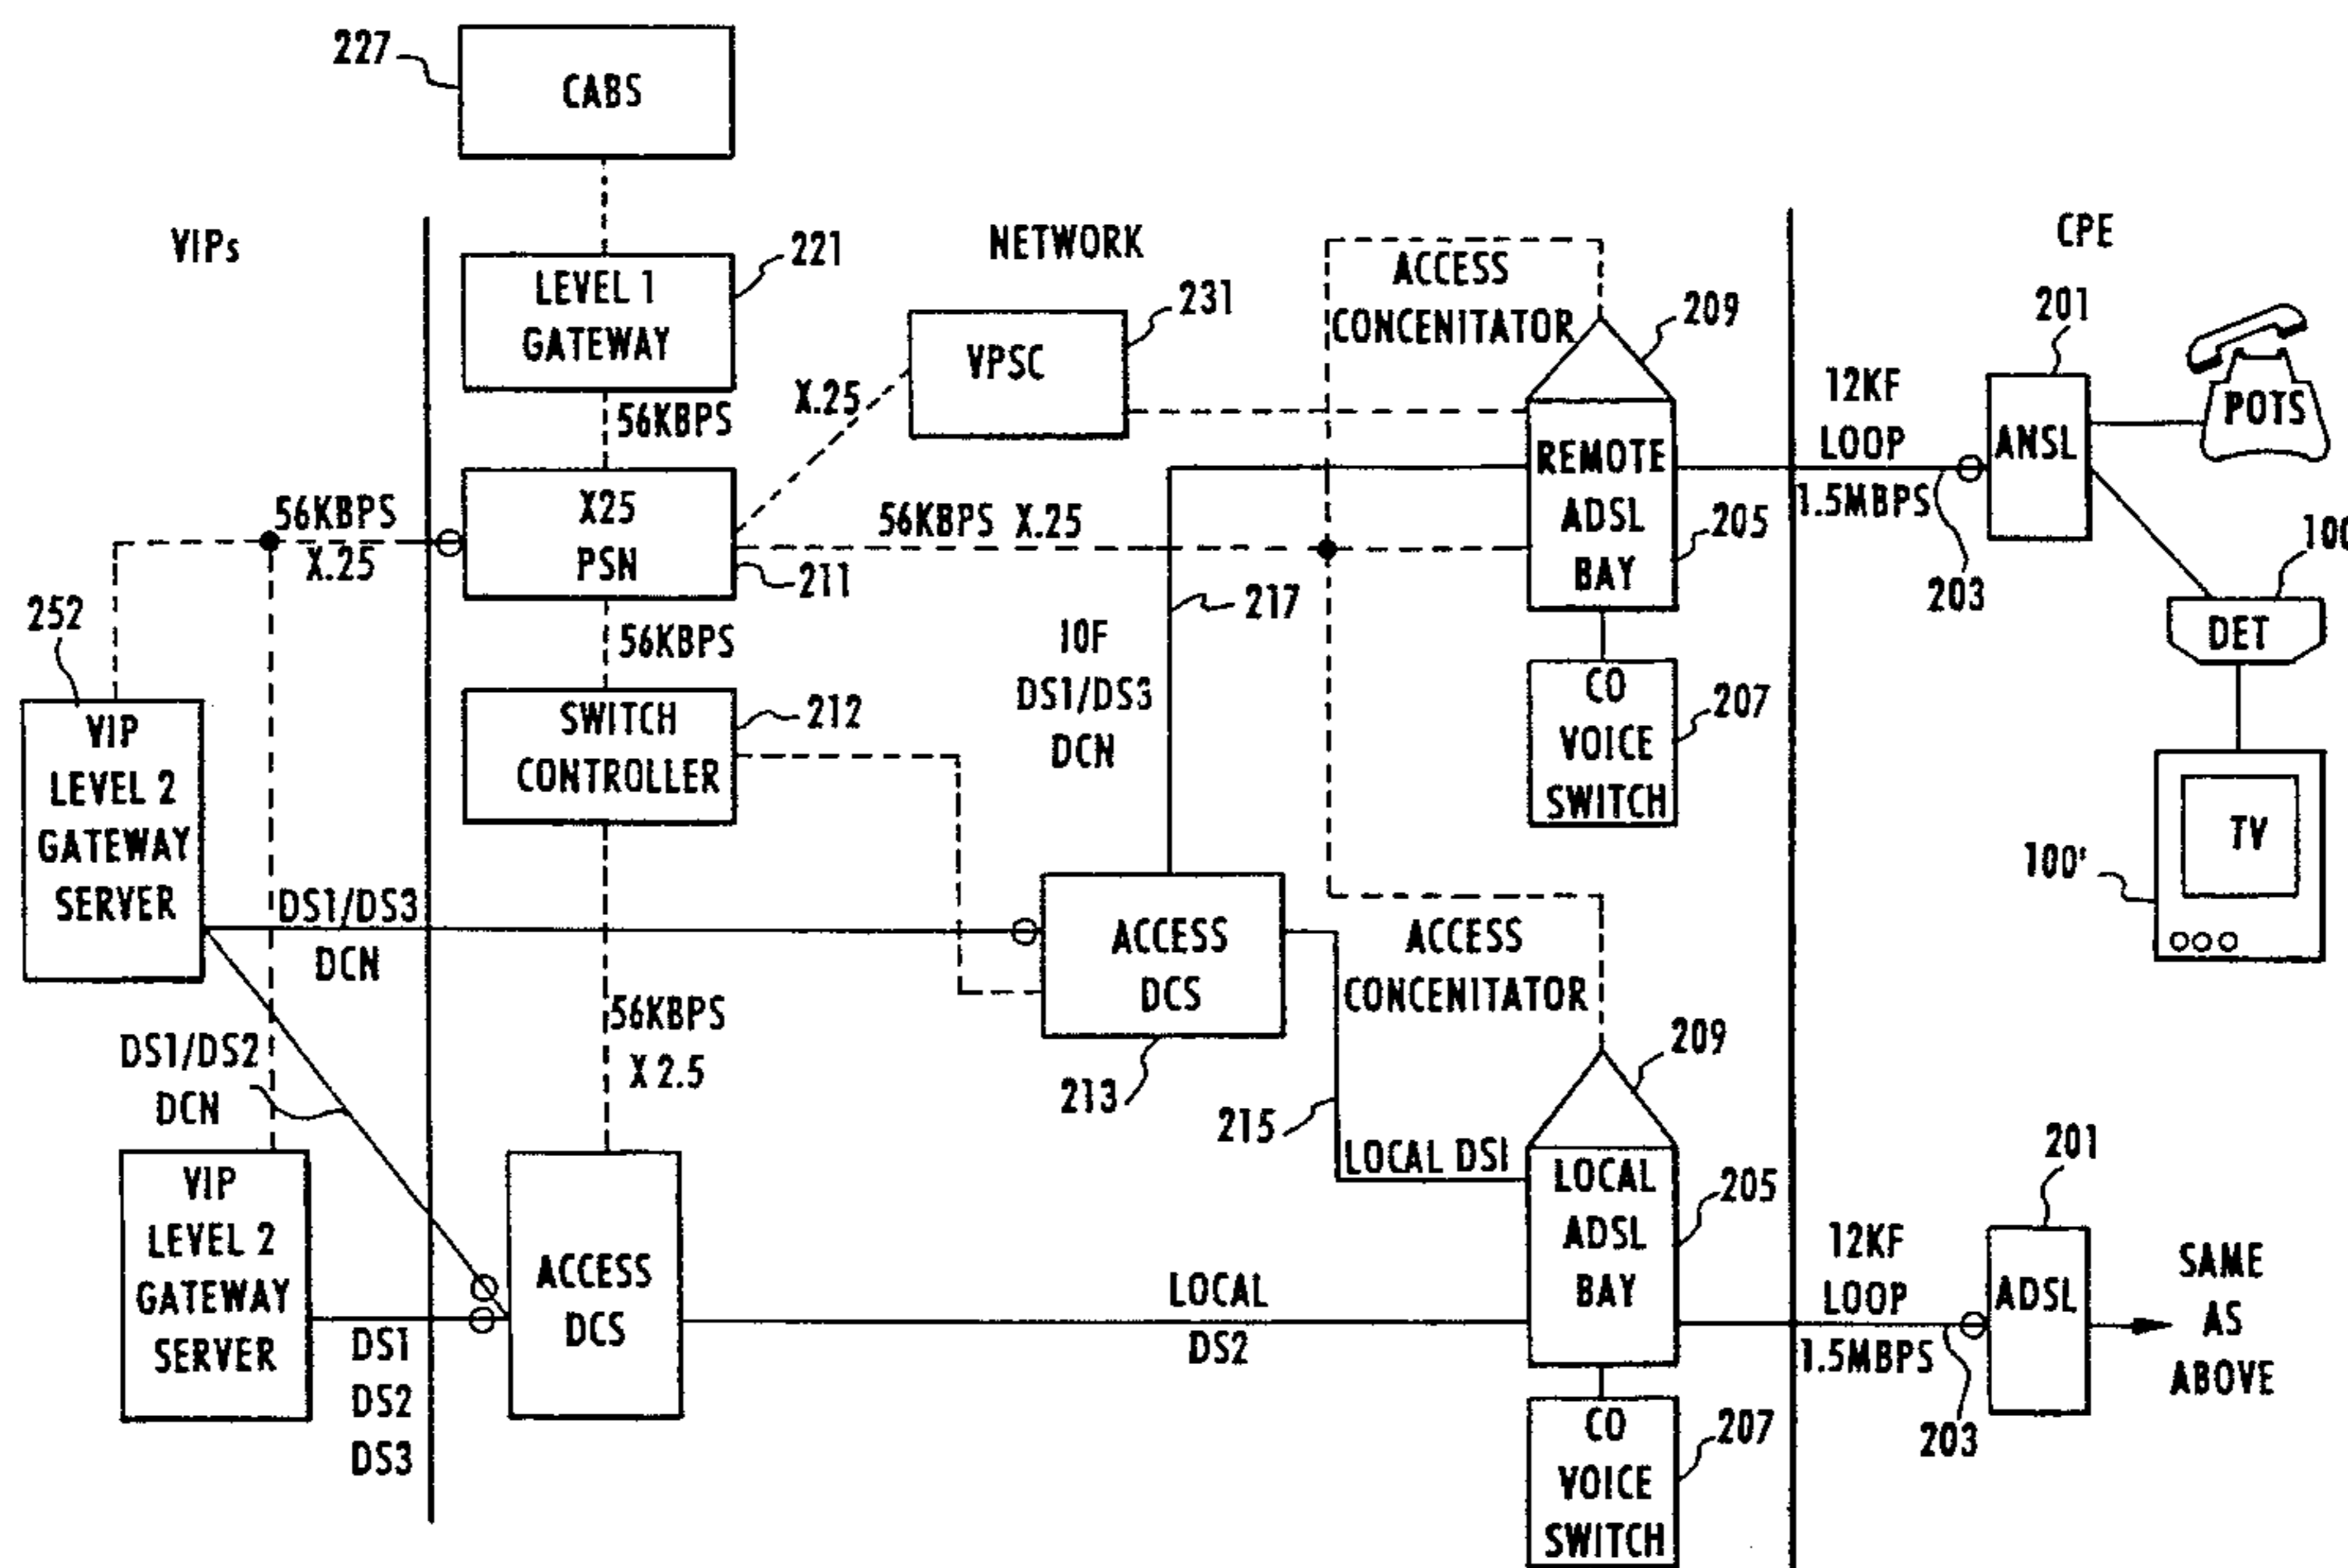 227
CABS
VIPs
LEVEL 1
GATEWAY
221
NETWORK
CPE
VPSC
231
ACCESS
CONCENITATOR
209
201
56KBPS
X.25
12KF
LOOP
ANSL
POTS
56KBPS
X.25
X25
PSN
211
56KBPS X.25
REMOTE
ADSL
BAY
205
1.5MBPS
203
100
DET
252
56KBPS
217
10F
DS1/DS3
DCN
CO
VOICE
SWITCH
207
VIP
LEVEL 2
GATEWAY
SERVER
SWITCH
CONTROLLER
212
TV
100'
DS1/DS3
DCN
ACCESS
DCS
213
ACCESS
CONCENITATOR
209
DS1/DS2
DCN
56KBPS
X 2.5
215
LOCAL DSI
VIP
LEVEL 2
GATEWAY
SERVER
DS1
DS2
DS3
ACCESS
DCS
LOCAL
DS2
LOCAL
ADSL
BAY
205
12KF
LOOP
1.5MBPS
203
201
ADSL
SAME
AS
ABOVE
CO
VOICE
SWITCH
207